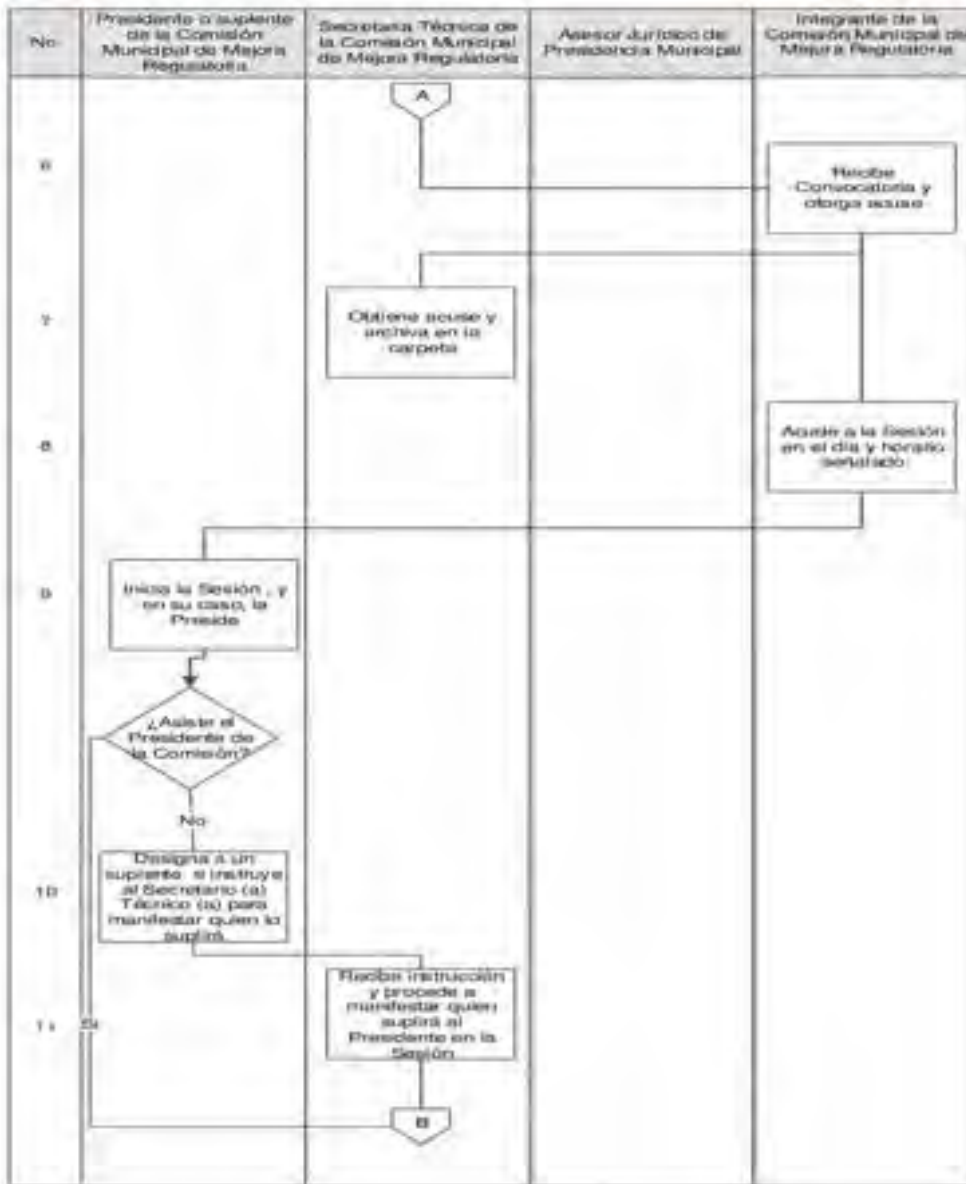 No.
Presidente o suplente
de la Comisión
Municipal de Mejora
Regulatoria
Secretaria Técnica de
la Comisión Municipal
de Mejora Regulatoria
Asesor Jurídico de
Presidencia Municipal
Integrante de la
Comisión Municipal de
Mejora Regulatoria
A
6
Recibe
Convocatoria y
otorga acuse
7
Obtiene acuse y
archiva en la
carpeta
8
Acude a la Sesión
en el día y horario
señalado.
9
Inicia la Sesión , y
en su caso, la
Preside
¿Asiste el
Presidente de
la Comisión?
No
10
Designa a un
suplente e instruye
al Secretario (a)
Técnico (a) para
manifestar quien lo
suplirá
11
Si
Recibe instrucción
y procede a
manifestar quien
suplirá al
Presidente en la
Sesión
B